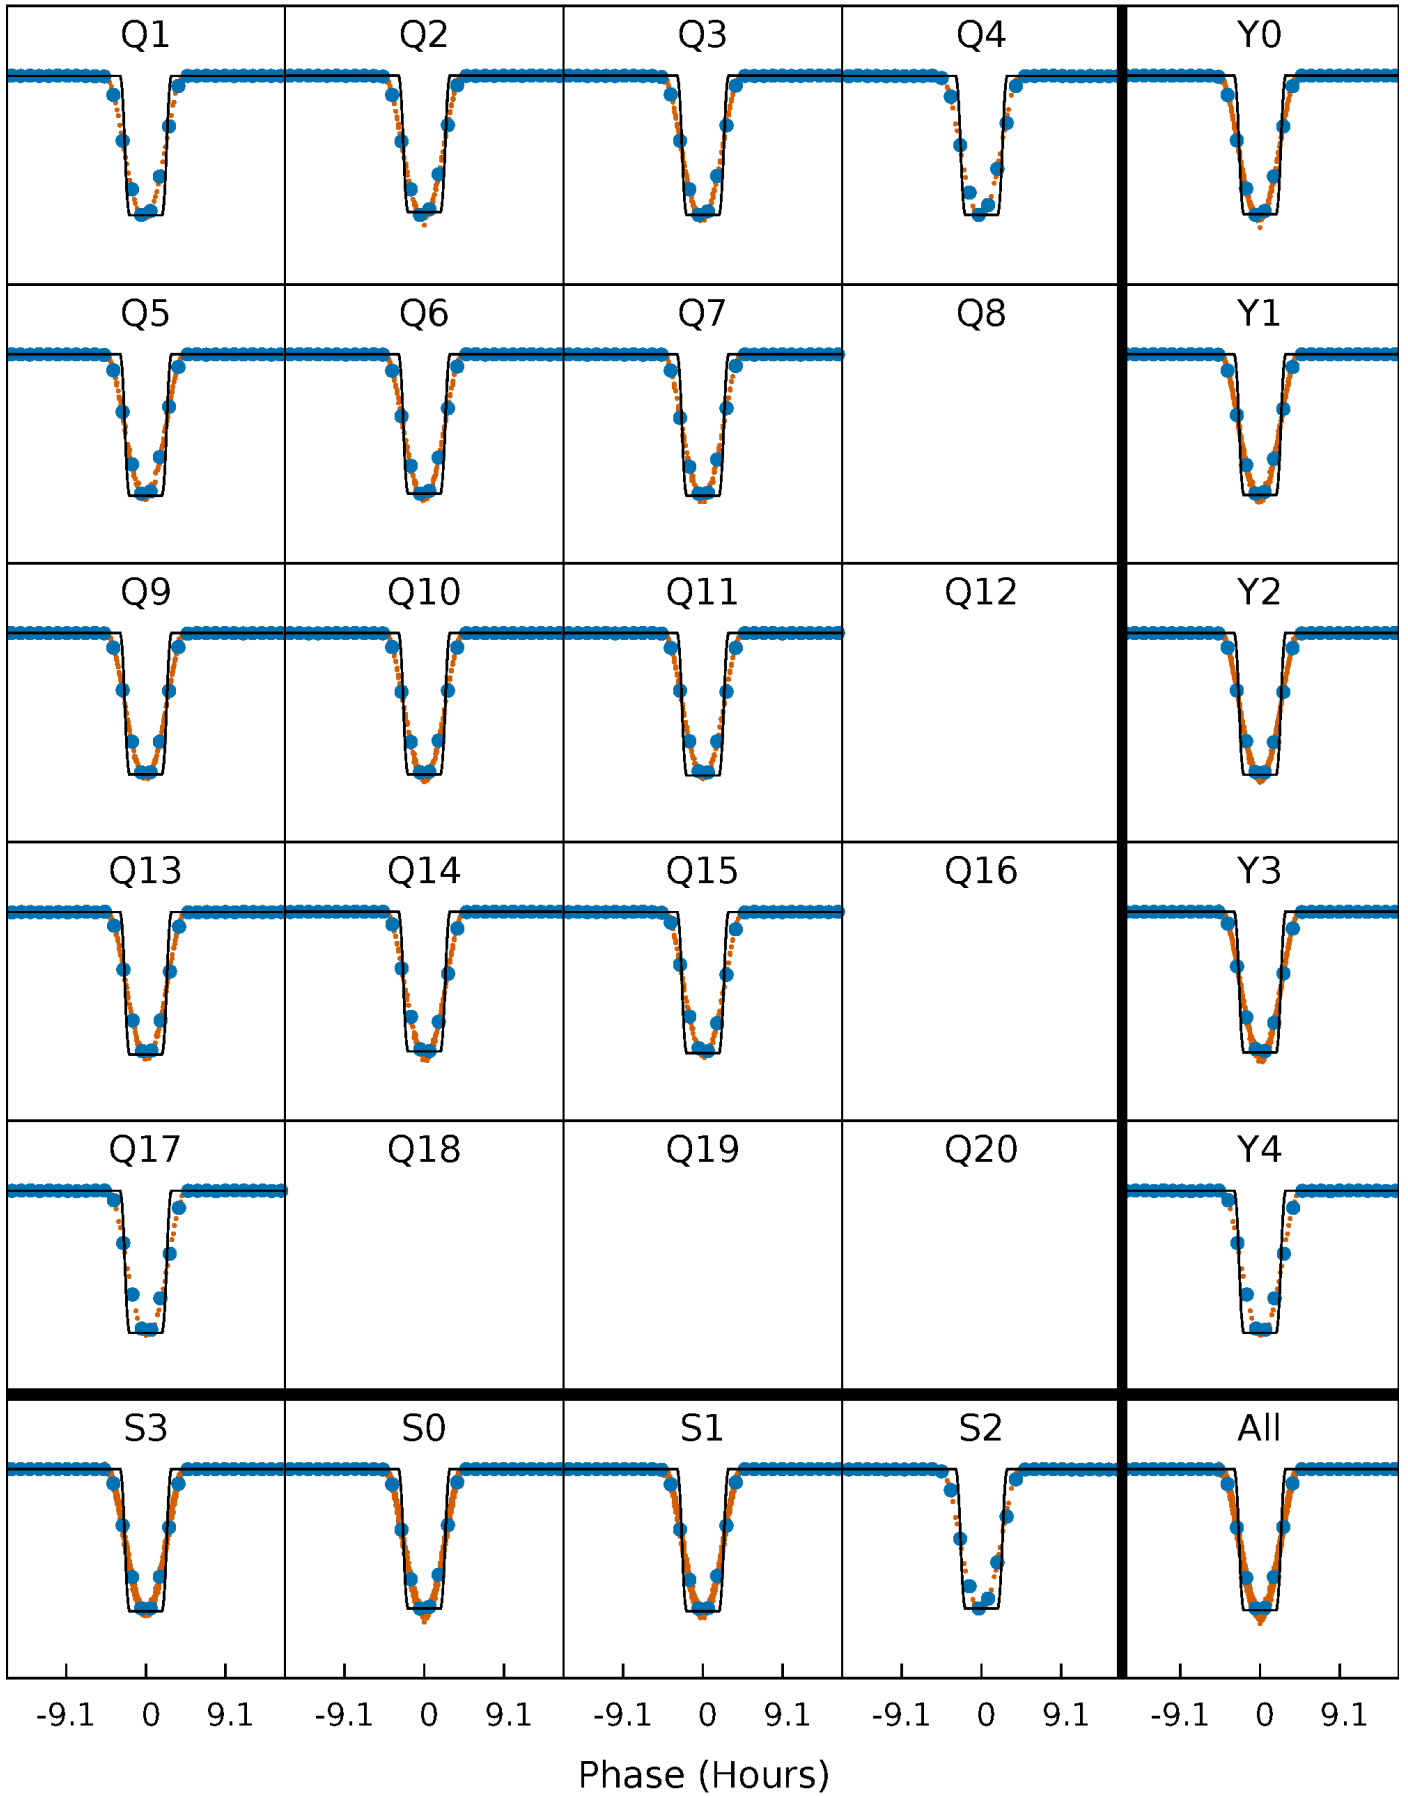 Q1 Q2 Q3 Q4 Y0
Q5 Q6 Q7 Q8 Y1
Q9 Q10 Q11 Q12 Y2
Q13 Q14 Q15 Q16 Y3
Q17 Q18 Q19 Q20 Y4
S3 S0 S1 S2 All
-9.1 0 9.1 -9.1 0 9.1 -9.1 0 9.1 -9.1 0 9.1 -9.1 0 9.1
Phase (Hours)